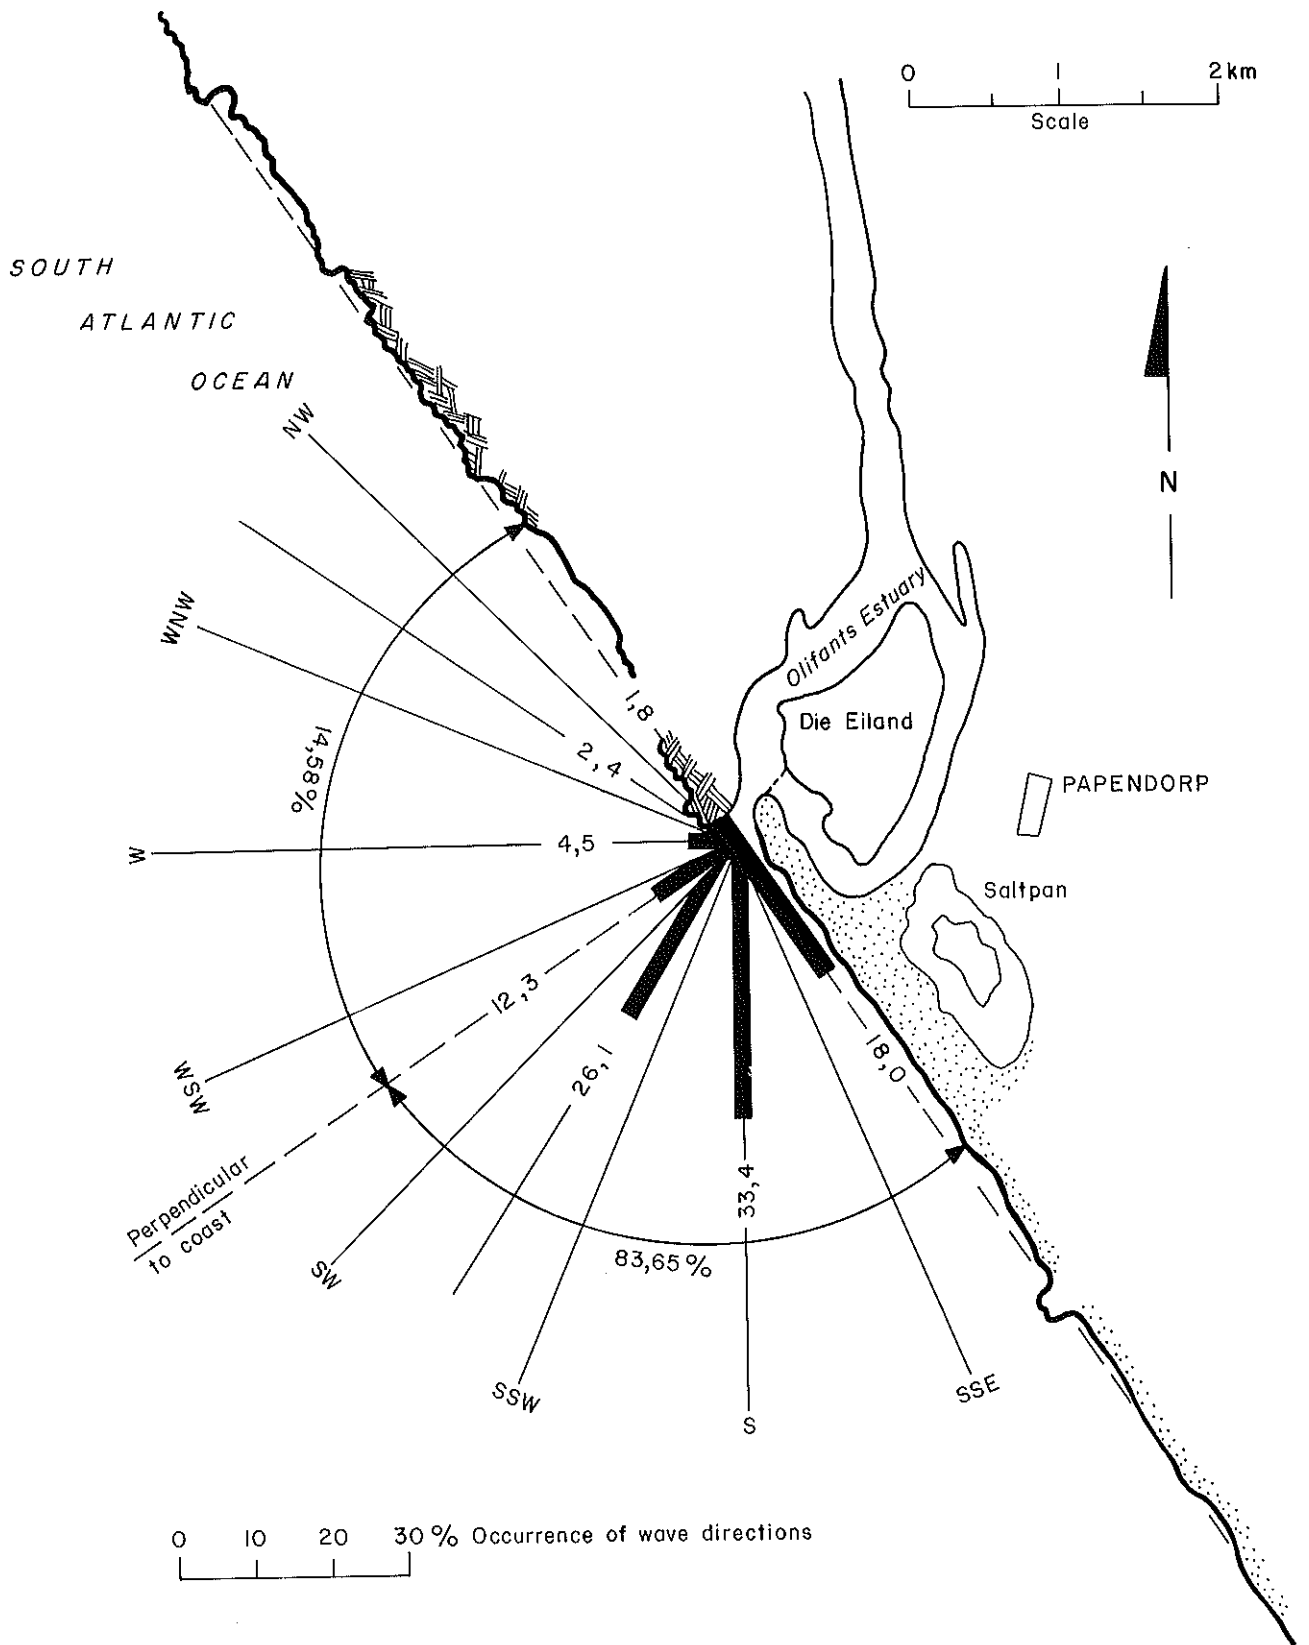 0 1 2 km
Scale
SOUTH
ATLANTIC
OCEAN
NW
N
Olifants Estuary
WNW
1,8
Die Eiland
2,4
14,58%
PAPENDORP
W
4,5
Saltpan
12,3
18,0
26,1
WSW
33,4
Perpendicular
to coast
SW
83,65%
SSW
SSE
S
0 10 20 30% Occurrence of wave directions